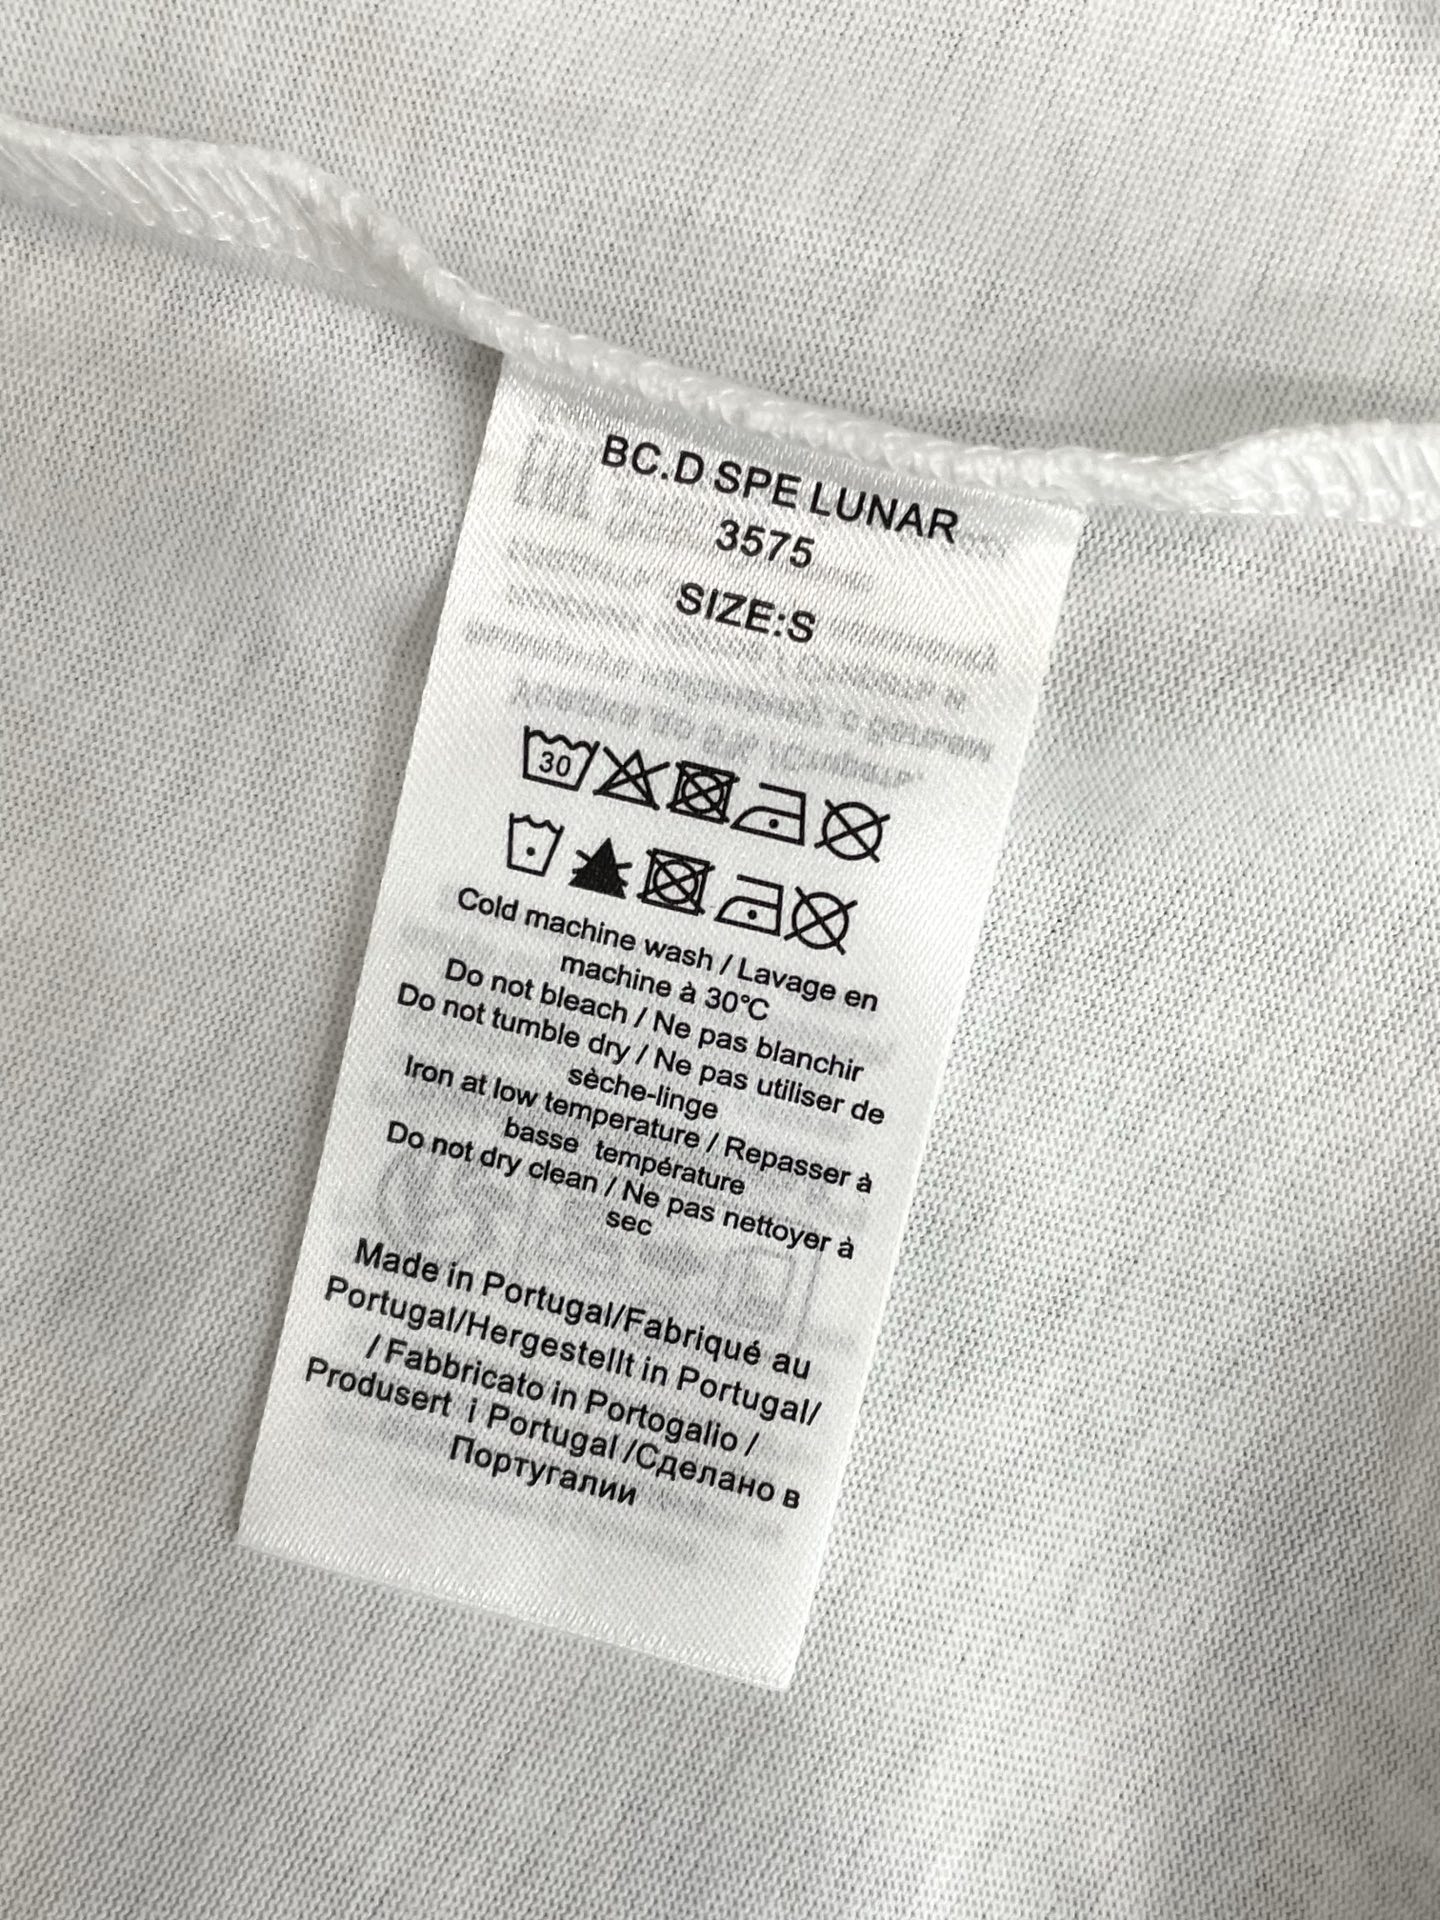 BC.D SPE LUNAR
3575
SIZE:S
30
Cold machine wash / Lavage en
machine à 30°C
Do not bleach / Ne pas blanchir
Do not tumble dry / Ne pas utiliser de
sèche-linge
Iron at low temperature / Repasser à
basse température
Do not dry clean / Ne pas nettoyer à
sec
Made in Portugal/Fabriqué au
Portugal/Hergestellt in Portugal/
/ Fabbricato in Portogalio /
Produsert i Portugal /Сделано в
Португалии